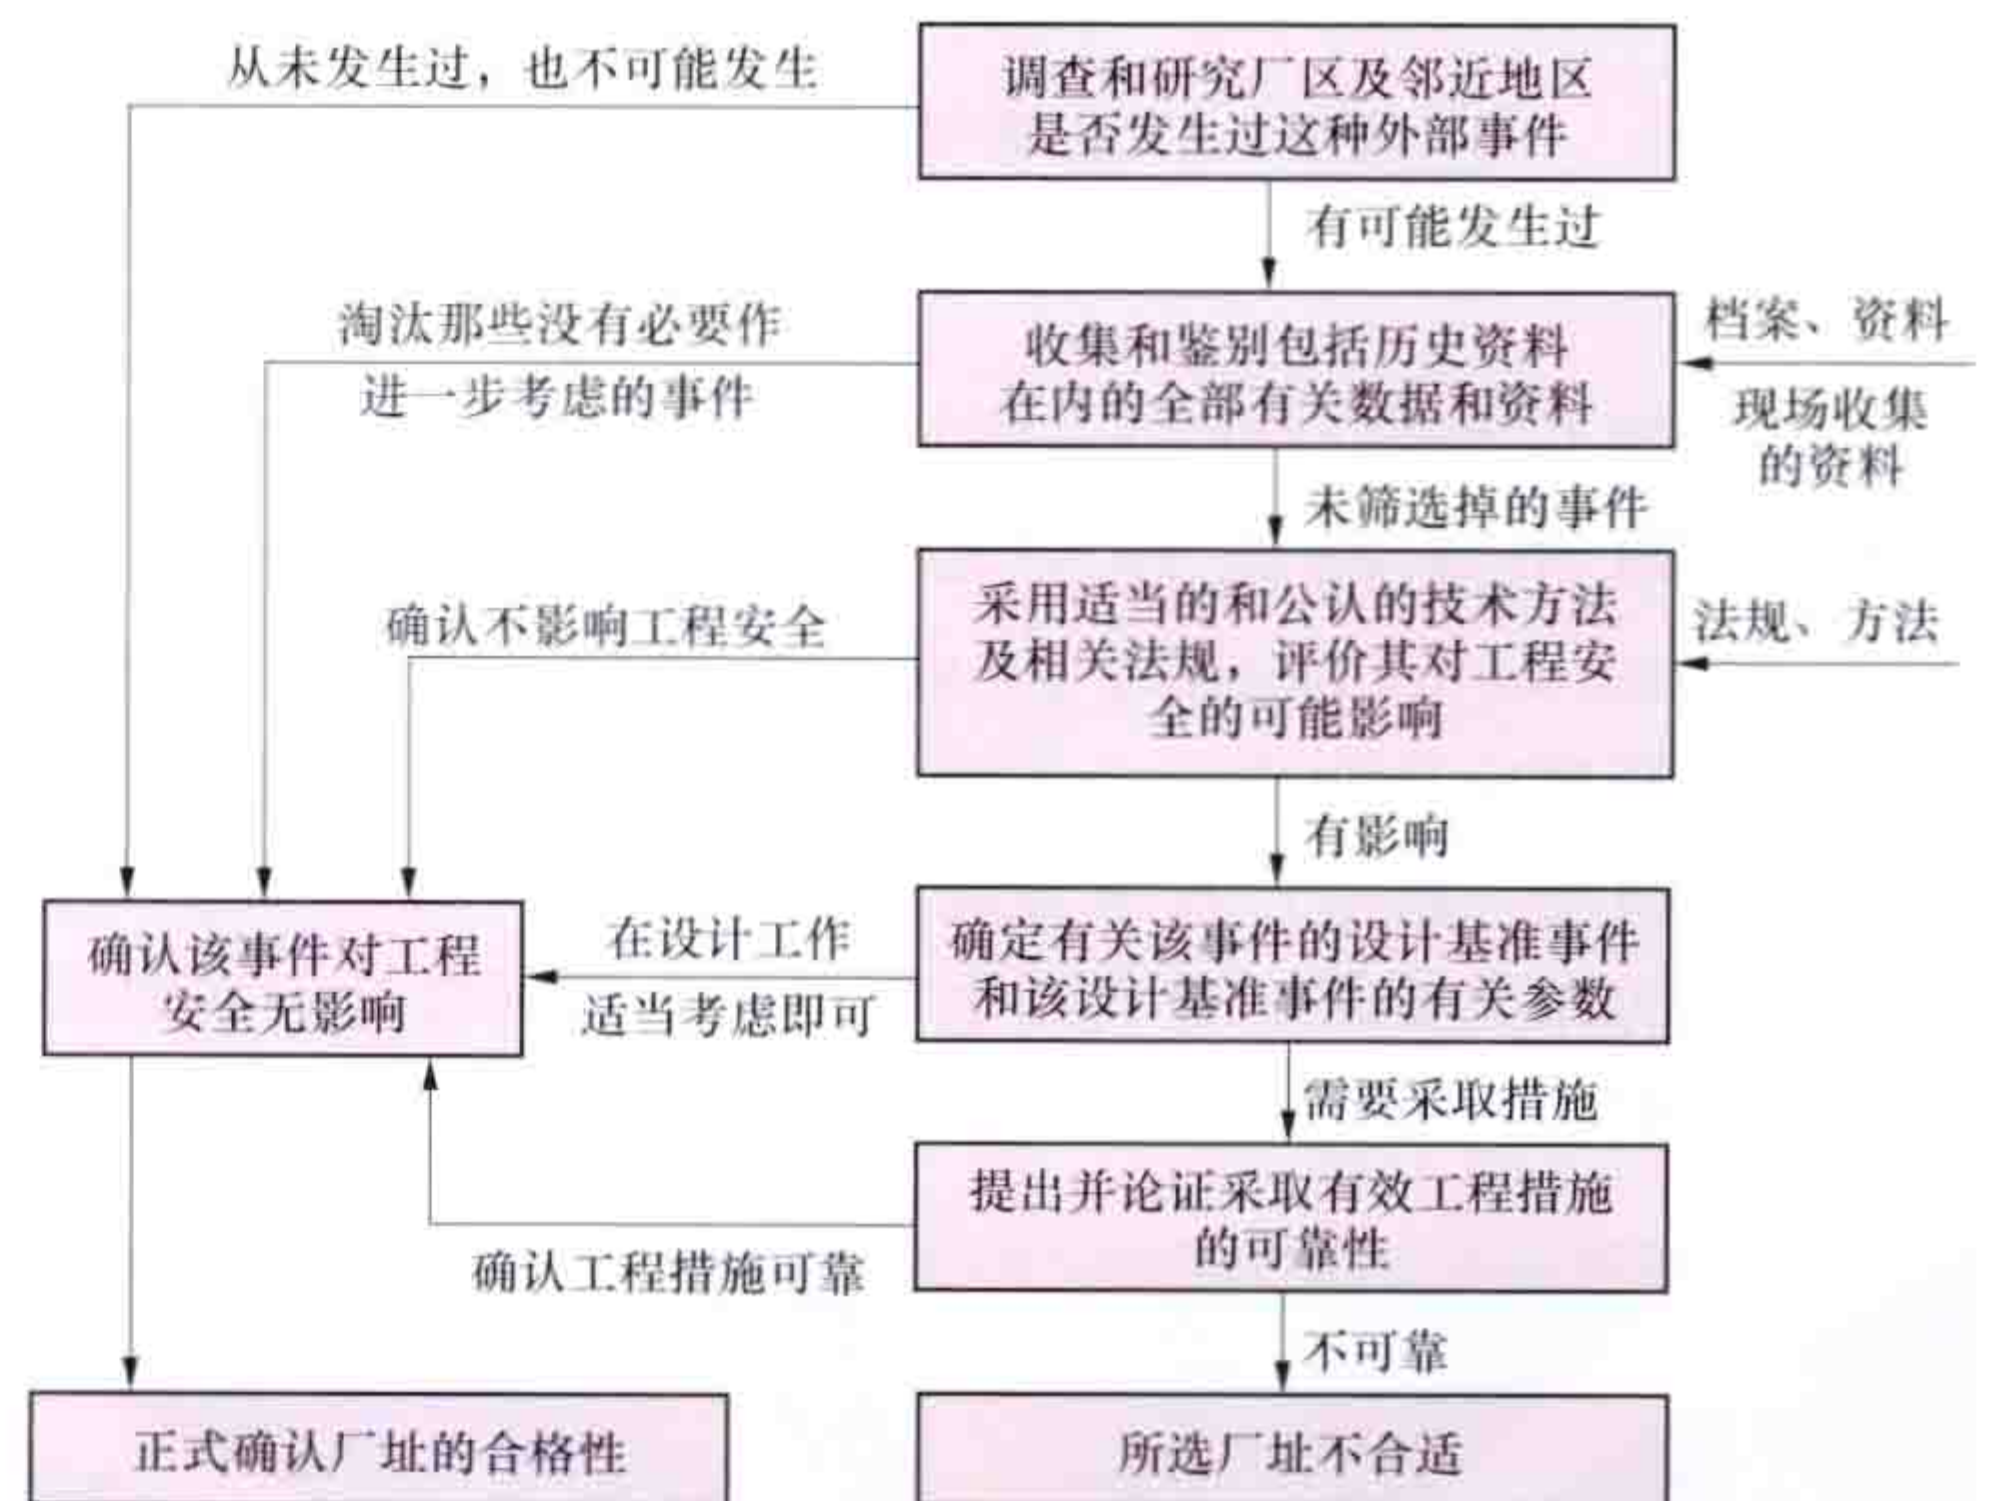 从未发生过，也不可能发生
调查和研究厂区及邻近地区
是否发生过这种外部事件
有可能发生过
淘汰那些没有必要作
进一步考虑的事件
收集和鉴别包括历史资料
在内的全部有关数据和资料
档案、资料
现场收集
的资料
未筛选掉的事件
确认不影响工程安全
采用适当的和公认的技术方法
及相关法规，评价其对工程安
全的可能影响
法规、方法
有影响
确认该事件对工程
安全无影响
在设计工作
适当考虑即可
确定有关该事件的设计基准事件
和该设计基准事件的有关参数
需要采取措施
提出并论证采取有效工程措施
的可靠性
确认工程措施可靠
不可靠
正式确认厂址的合格性
所选厂址不合适